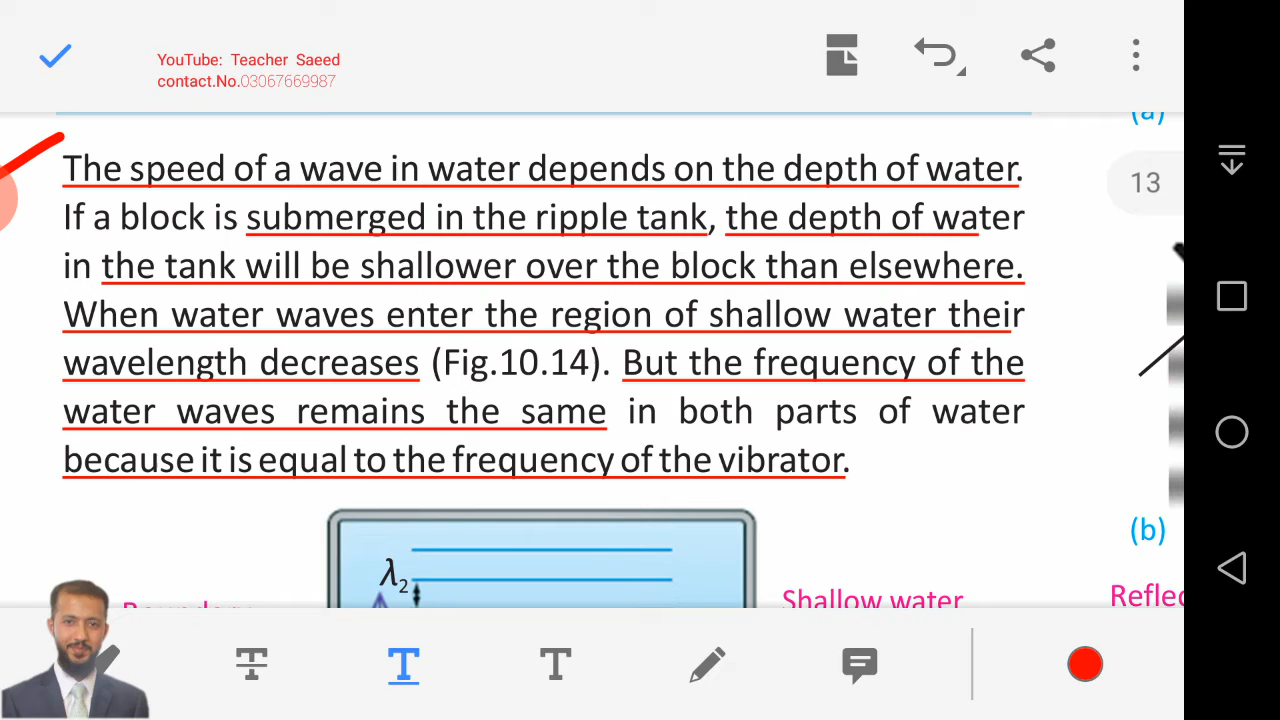 YouTube: Teacher Saeed
contact.No.03067669987
(a)
The speed of a wave in water depends on the depth of water.
If a block is submerged in the ripple tank, the depth of water
in the tank will be shallower over the block than elsewhere.
When water waves enter the region of shallow water their
wavelength decreases (Fig.10.14). But the frequency of the
water waves remains the same in both parts of water
because it is equal to the frequency of the vibrator.
13
(b)
λ2
Boundary
Shallow water
T
T
T